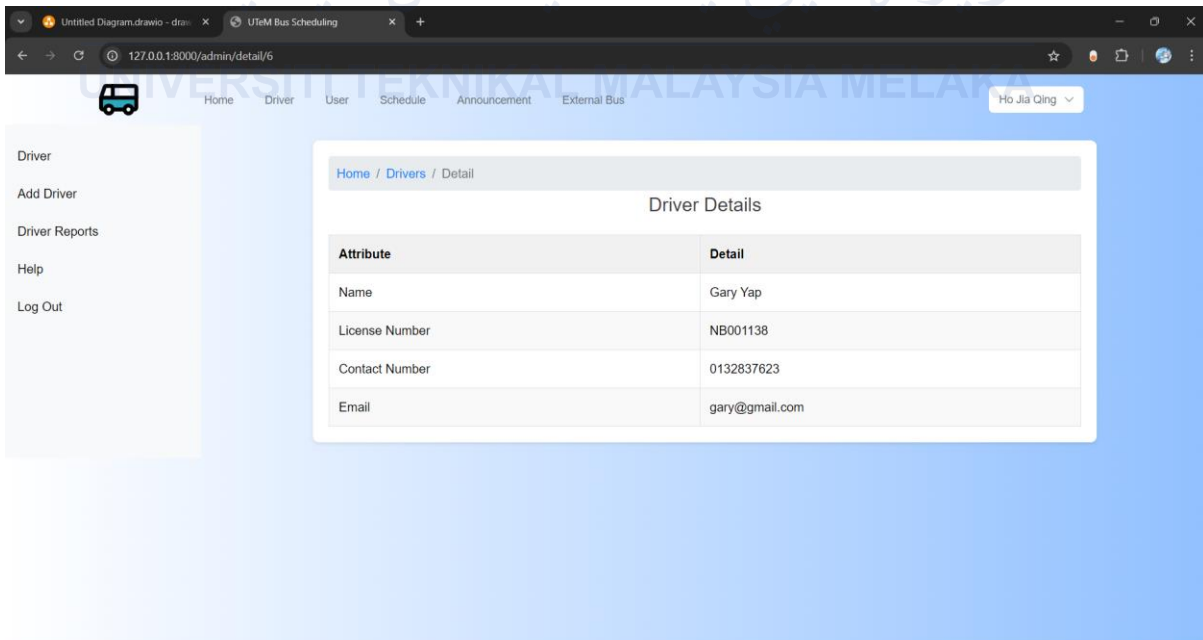 Untitled Diagram.drawio - draw
UTeM Bus Scheduling
127.0.0.1:8000/admin/detail/6
UNIVERSITI TEKNIKAL MALAYSIA MELAKA
Home Driver User Schedule Announcement External Bus
Ho Jia Qing
Driver
Add Driver
Driver Reports
Help
Log Out
Home / Drivers / Detail
Driver Details
Attribute Detail
Name Gary Yap
License Number NB001138
Contact Number 0132837623
Email gary@gmail.com